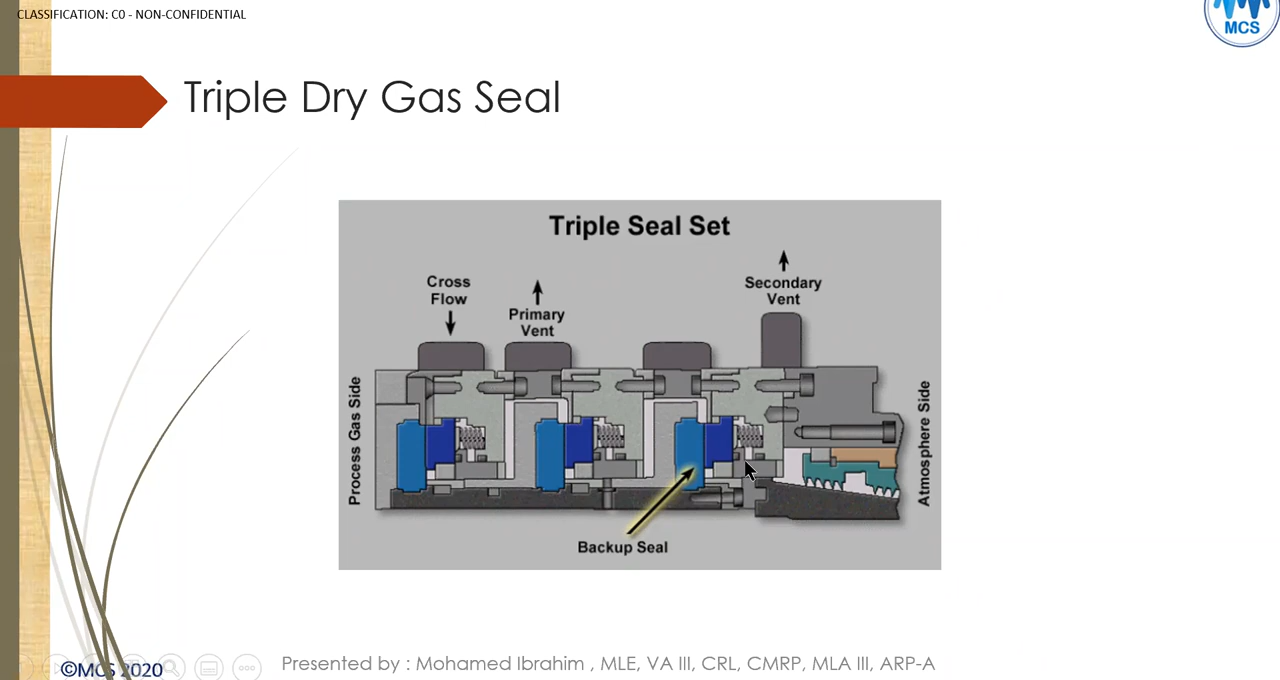 CLASSIFICATION: C0 - NON-CONFIDENTIAL
MCS
Triple Dry Gas Seal
Triple Seal Set
Cross
Flow
Primary
Vent
Secondary
Vent
Process Gas Side
Atmosphere Side
Backup Seal
©MCS 2020
Presented by : Mohamed Ibrahim , MLE, VA III, CRL, CMRP, MLA III, ARP-A